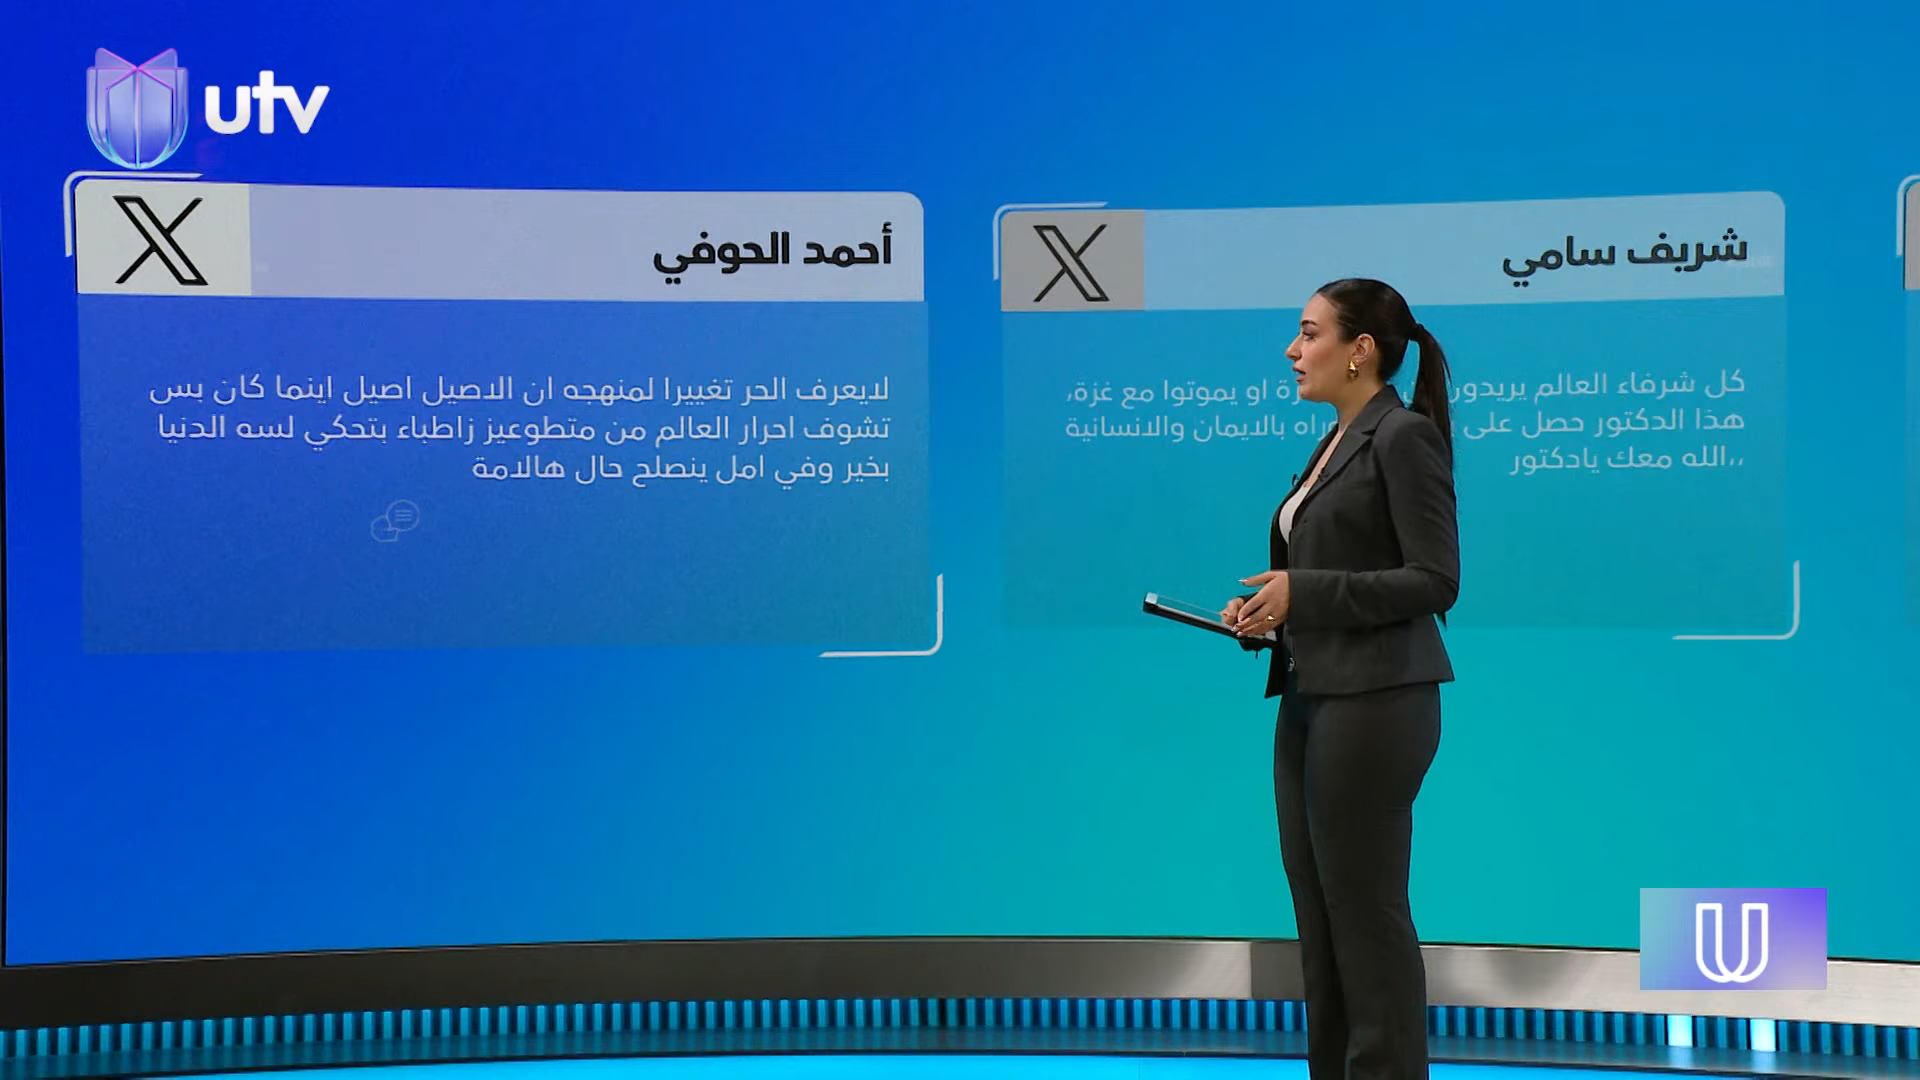 utv
شريف سامي
كل شرفاء العالم يريدون او يموتوا مع غزة،
هذا الدكتور حصل على بالايمان والانسانية
،،الله معك يادكتور
أحمد الحوفي
لايعرف الحر تغييرا لمنهجه ان الاصيل اصيل اينما كان بس
تشوف احرار العالم من متطوعيز زاطباء بتحكي لسه الدنيا
بخير وفي امل ينصلح حال هالامة